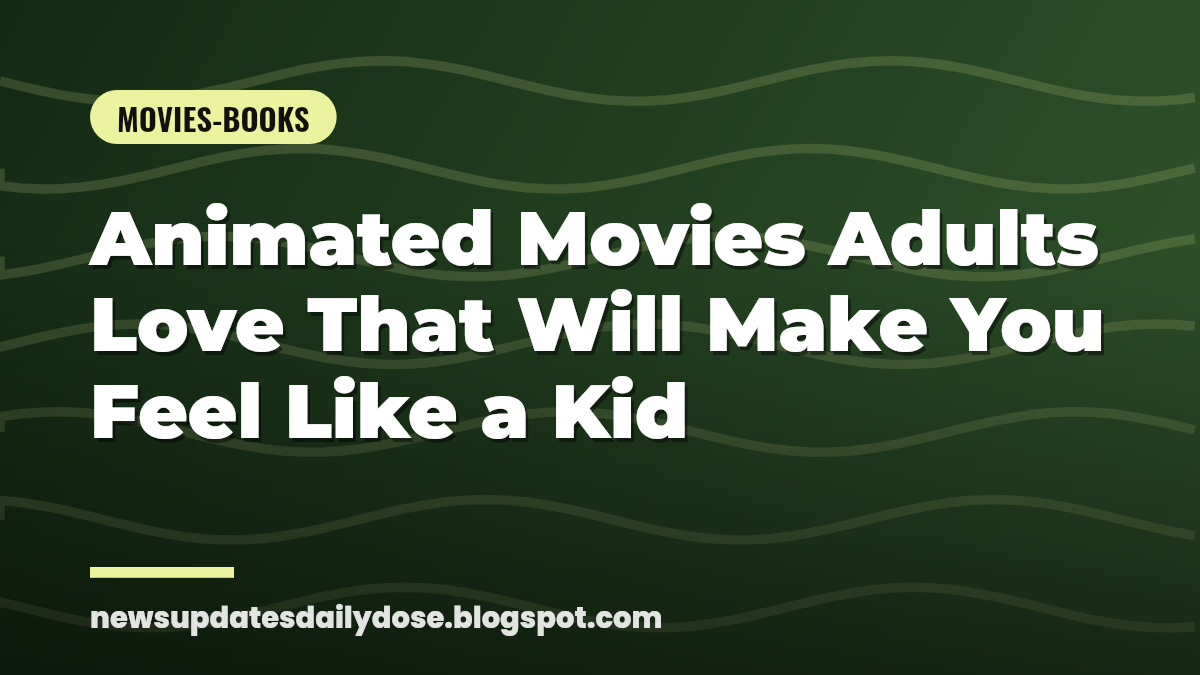 MOVIES-BOOKS
Animated Movies Adults
Love That Will Make You
Feel Like a Kid
newsupdatesdailydose.blogspot.com